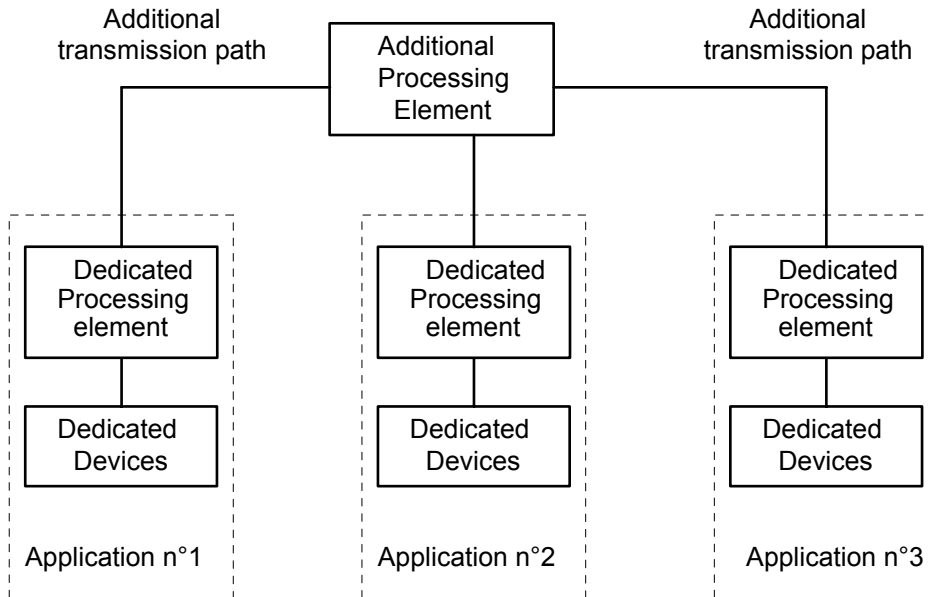 Additional
transmission path
Additional
Processing
Element
Additional
transmission path
Dedicated
Processing
element
Dedicated
Processing
element
Dedicated
Processing
element
Dedicated
Devices
Dedicated
Devices
Dedicated
Devices
Application n°1
Application n°2
Application n°3